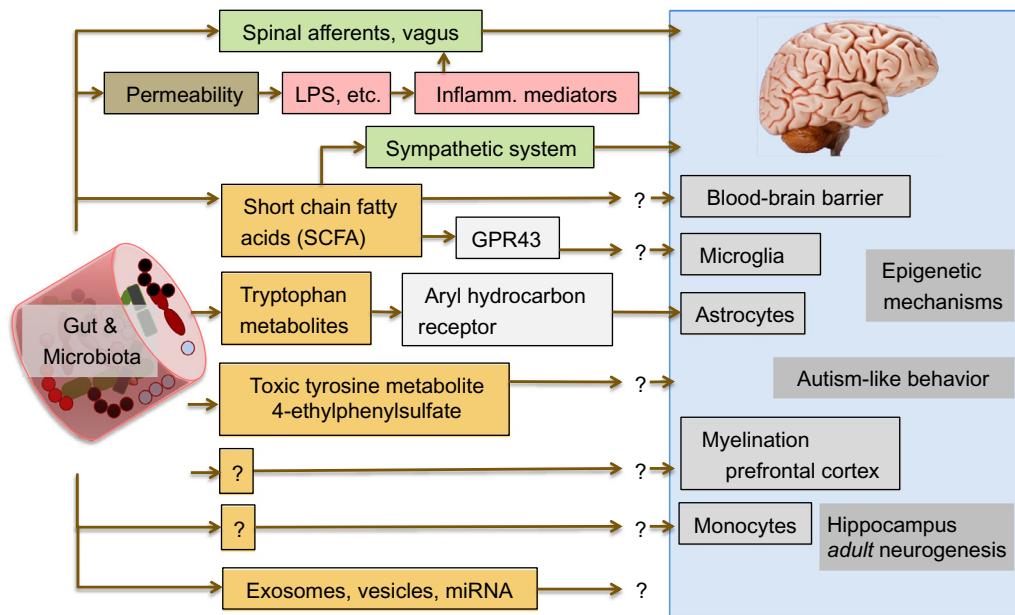 Spinal afferents, vagus
Permeability
LPS, etc.
Inflamm. mediators
Sympathetic system
Short chain fatty
acids (SCFA)
?
Blood-brain barrier
GPR43
?
Microglia
Epigenetic
mechanisms
Gut &
Microbiota
Tryptophan
metabolites
Aryl hydrocarbon
receptor
Astrocytes
Toxic tyrosine metabolite
4-ethylphenylsulfate
?
Autism-like behavior
?
?
Myelination
prefrontal cortex
?
?
Monocytes
Hippocampus
adult neurogenesis
Exosomes, vesicles, miRNA
?